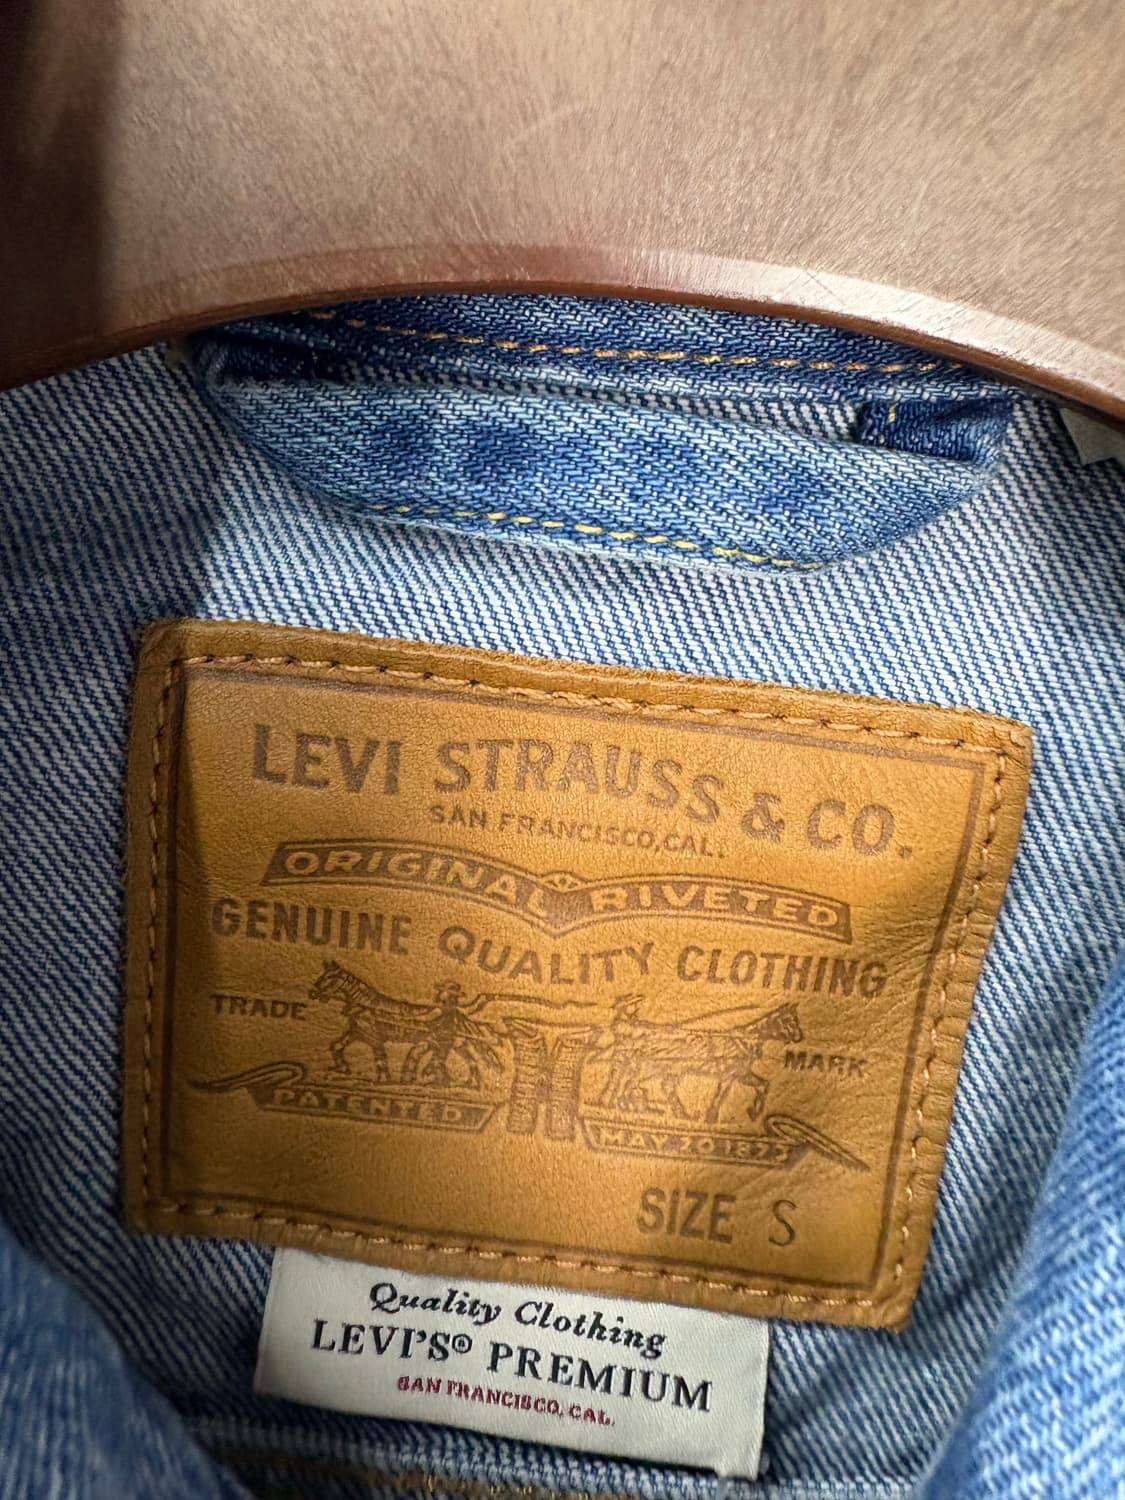 LEVI STRAUSS & CO.
SAN FRANCISCO, CAL.
ORIGINAL RIVETED
GENUINE QUALITY CLOTHING
TRADE MARK
PATENTED MAY 20 1873
SIZE S
Quality Clothing
LEVI'S® PREMIUM
SAN FRANCISCO, CAL.